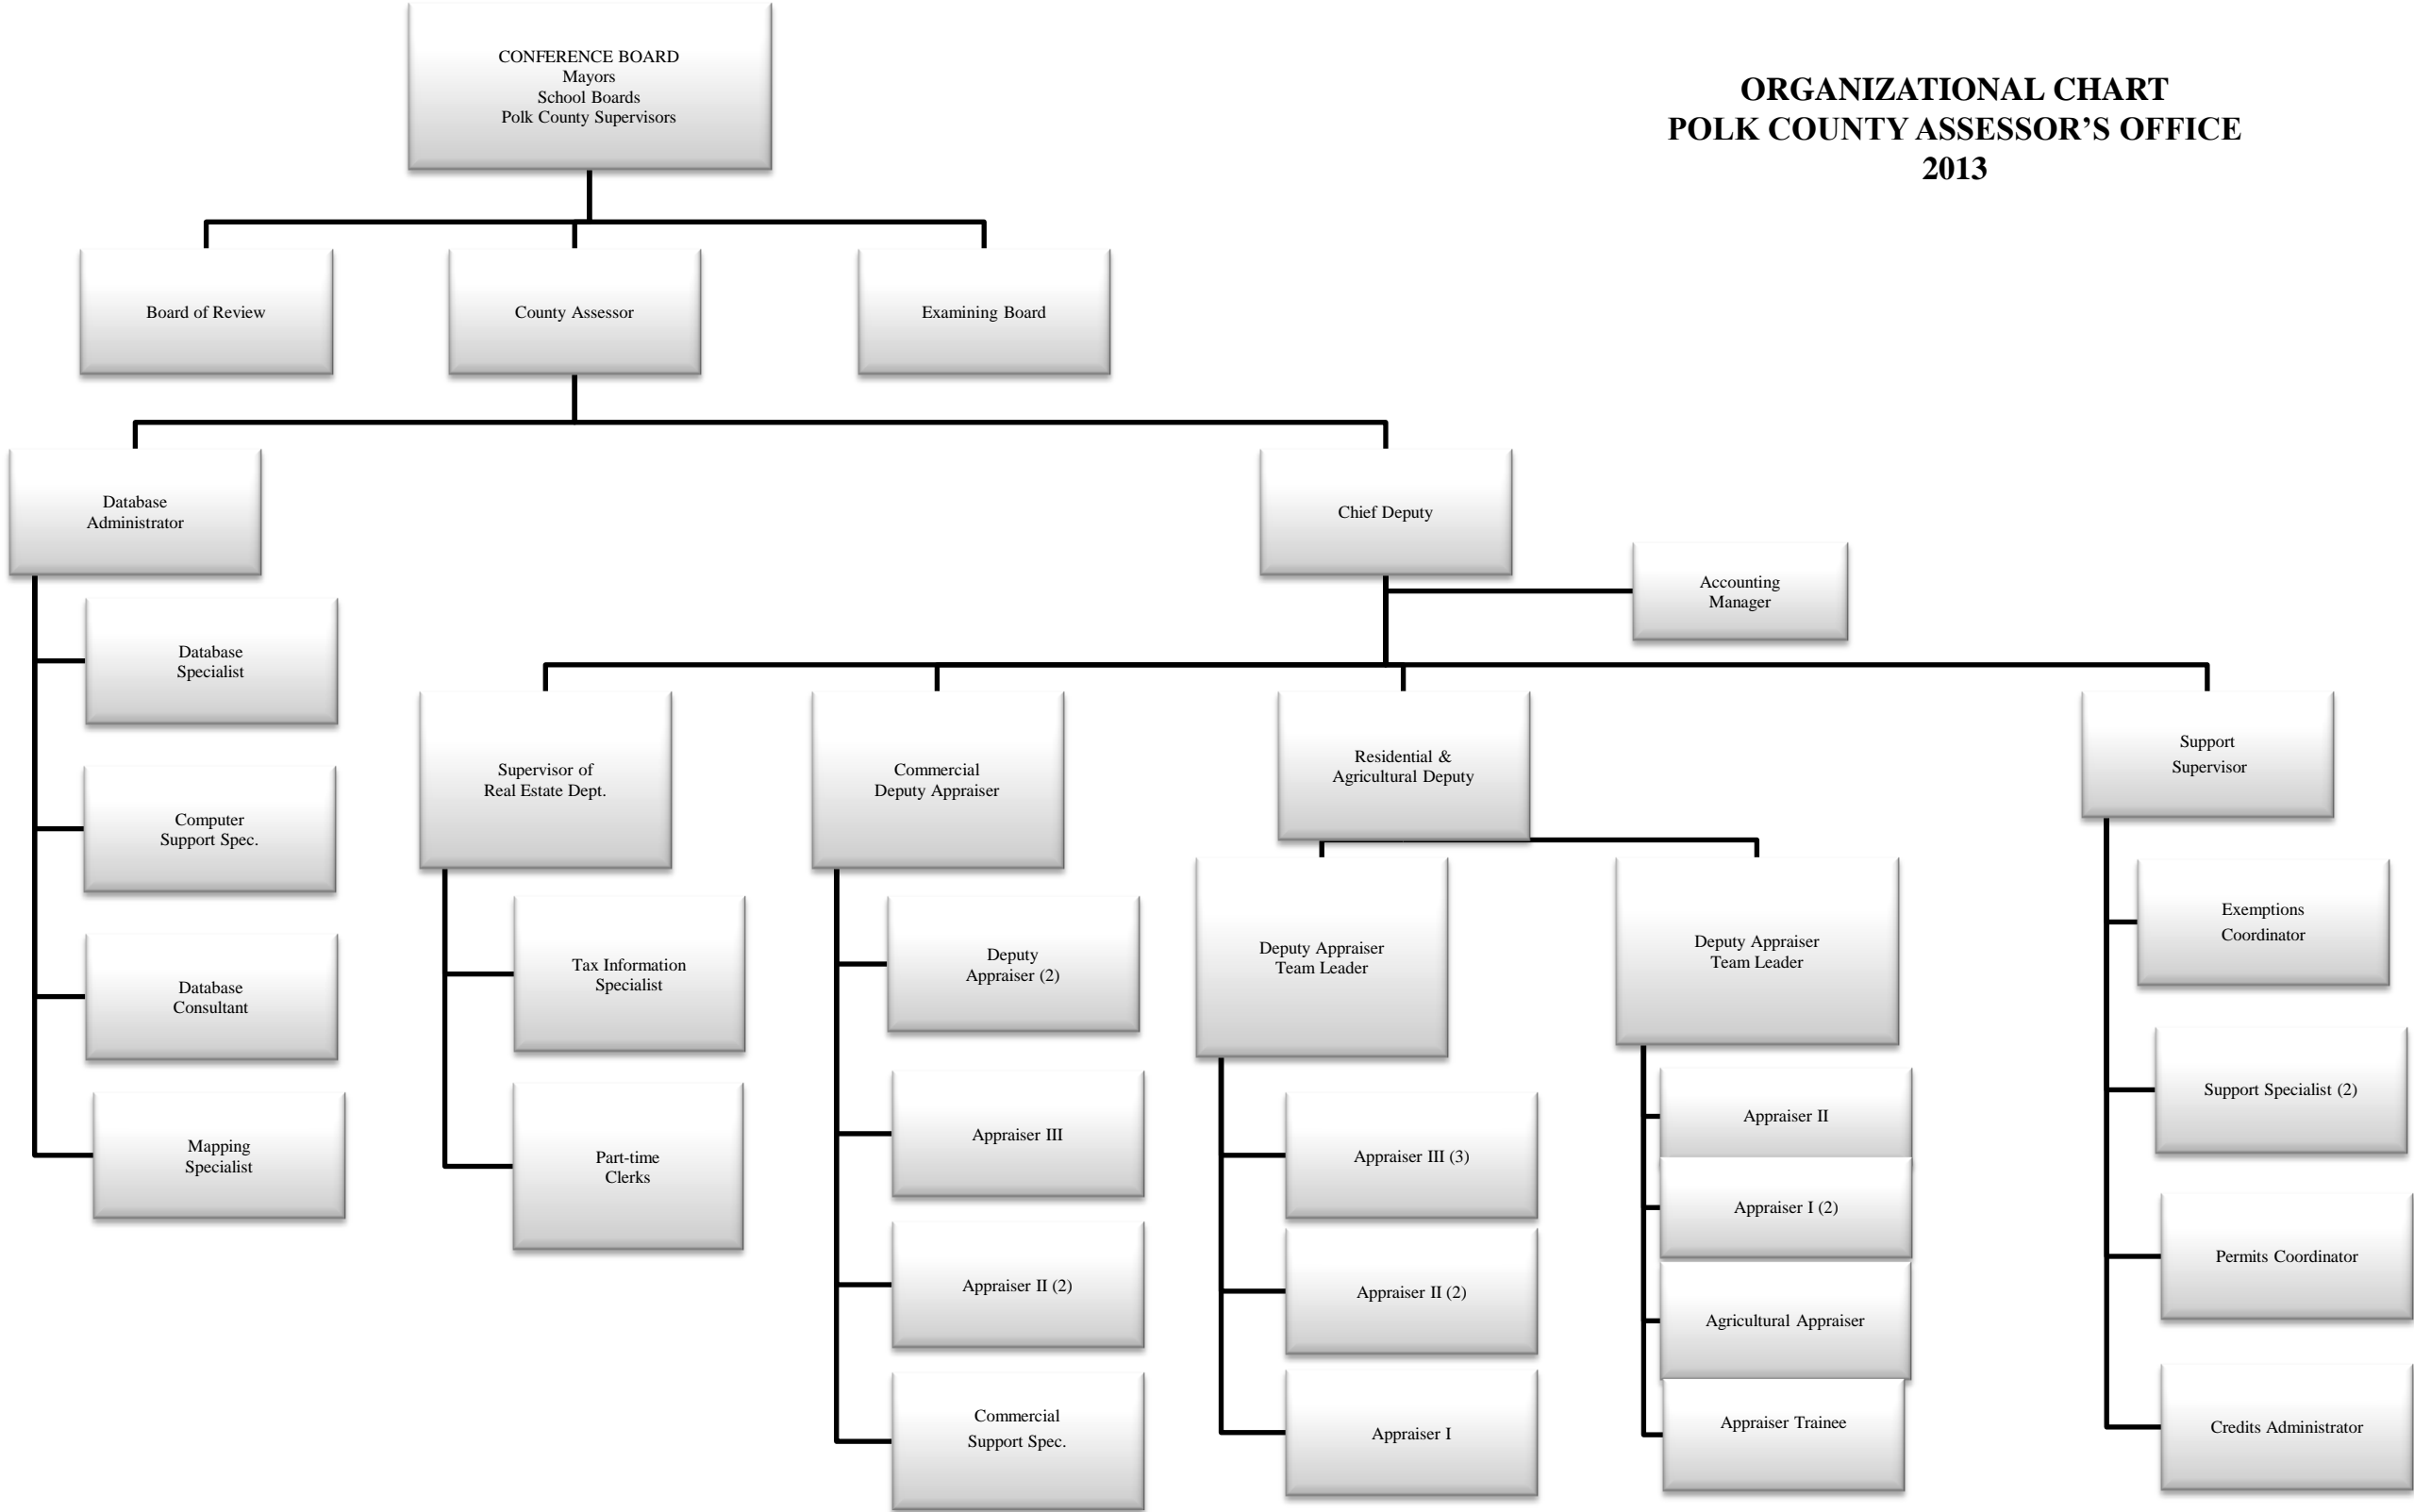 CONFERENCE BOARD
Mayors
School Boards
Polk County Supervisors
ORGANIZATIONAL CHART
POLK COUNTY ASSESSOR’S OFFICE
2013
Board of Review
County Assessor
Examining Board
Database
Administrator
Chief Deputy
Accounting
Manager
Database
Specialist
Computer
Support Spec.
Database
Consultant
Mapping
Specialist
Supervisor of
Real Estate Dept.
Tax Information
Specialist
Part-time
Clerks
Commercial
Deputy Appraiser
Deputy
Appraiser (2)
Appraiser III
Appraiser II (2)
Commercial
Support Spec.
Residential &
Agricultural Deputy
Deputy Appraiser
Team Leader
Appraiser III (3)
Appraiser II (2)
Appraiser I
Deputy Appraiser
Team Leader
Appraiser II
Appraiser I (2)
Agricultural Appraiser
Appraiser Trainee
Support
Supervisor
Exemptions
Coordinator
Support Specialist (2)
Permits Coordinator
Credits Administrator